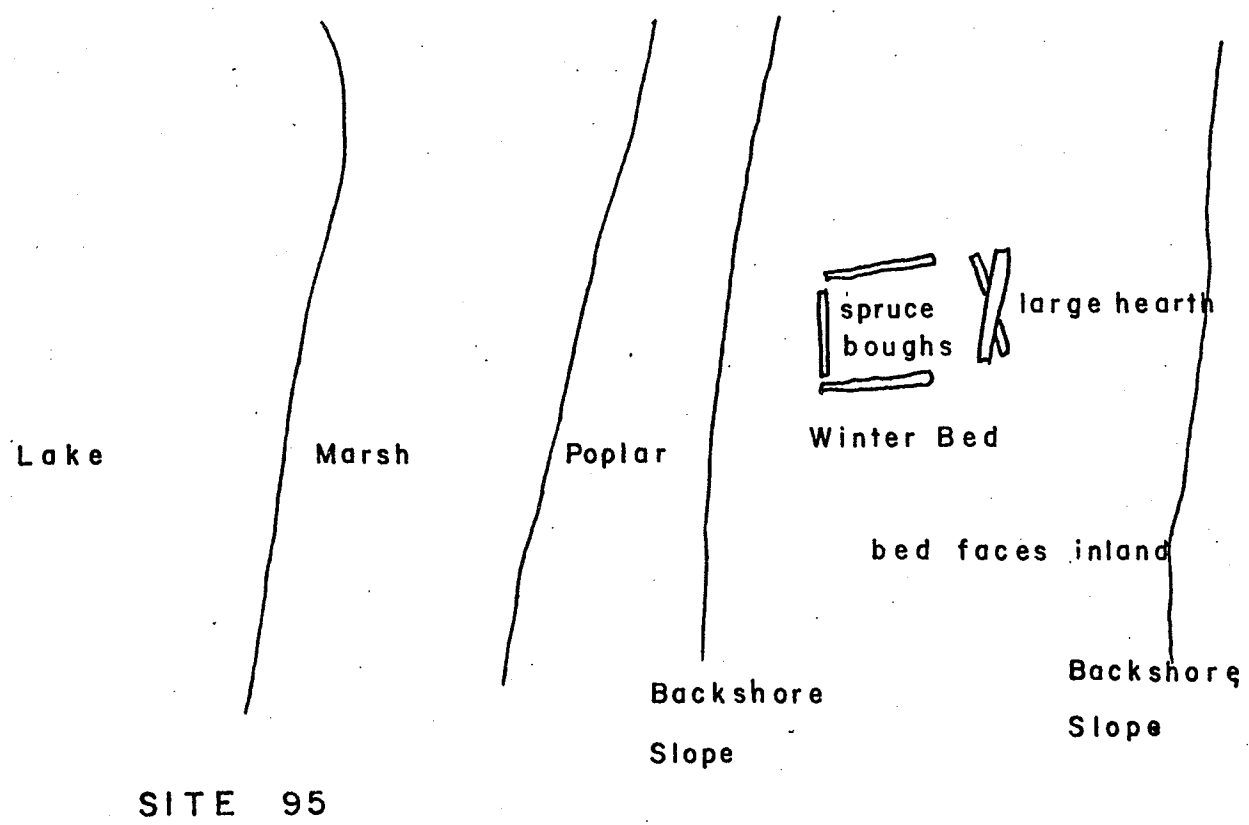 spruce
boughs
large hearth
Winter Bed
Lake
Marsh
Poplar
bed faces inland
Backshore
Slope
Backshore
Slope
SITE 95